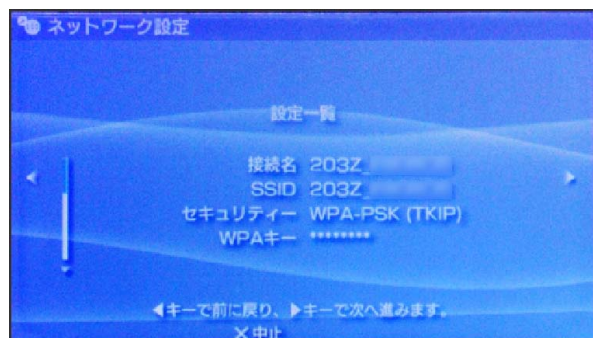 ネットワーク設定
設定一覧
接続名 203Z_
SSID 203Z_
セキュリティー WPA-PSK (TKIP)
WPAキー ********
◀キーで前に戻り、▶キーで次へ進みます。
✕中止